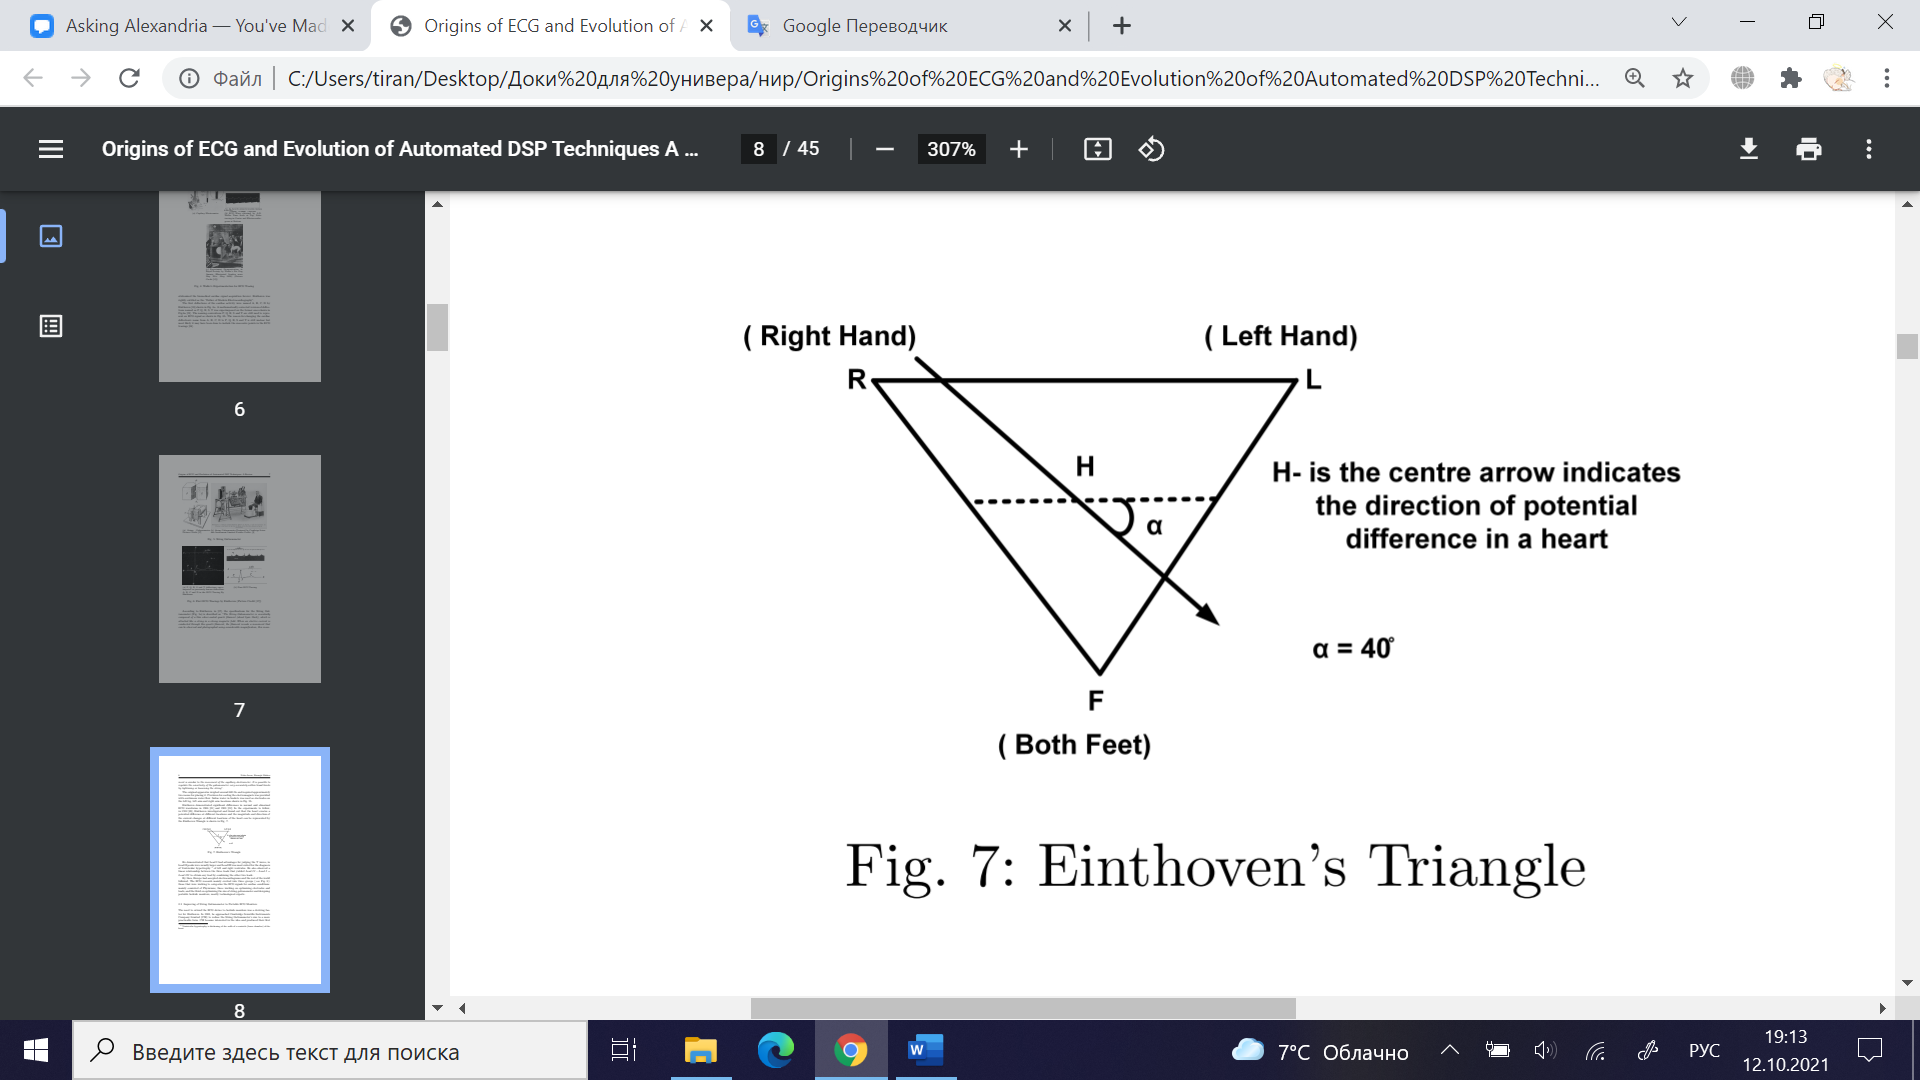 Asking Alexandria — You've Mad
Origins of ECG and Evolution of A
Google Переводчик
Файл
C:/Users/tiran/Desktop/Доки%20для%20универа/нир/Origins%20of%20ECG%20and%20Evolution%20of%20Automated%20DSP%20Techni...
Origins of ECG and Evolution of Automated DSP Techniques A ...
8 / 45
307%
6
7
8
( Right Hand)
( Left Hand)
R
L
H
H- is the centre arrow indicates
the direction of potential
difference in a heart
α
α = 40°
F
( Both Feet)
Fig. 7: Einthoven's Triangle
Введите здесь текст для поиска
W
7°C Облачно
РУС
19:13
12.10.2021